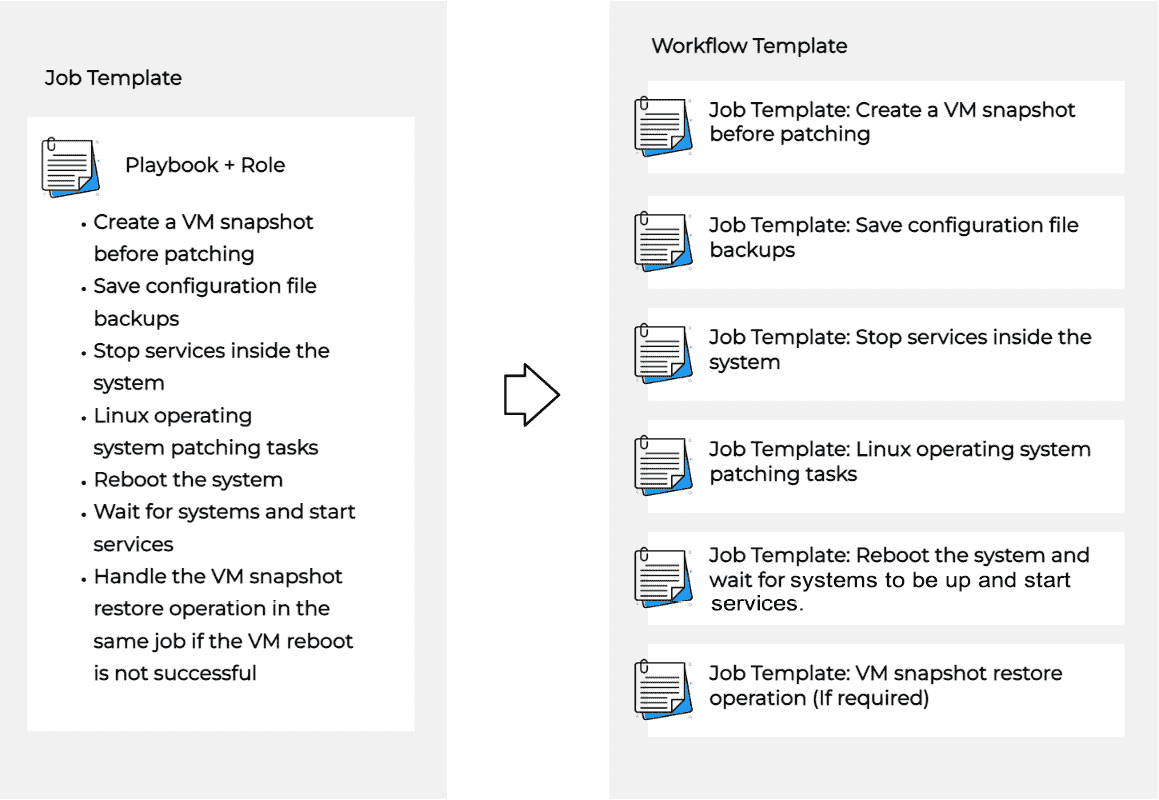 Job Template
Playbook + Role
• Create a VM snapshot
before patching
• Save configuration file
backups
• Stop services inside the
system
• Linux operating
system patching tasks
• Reboot the system
• Wait for systems and start
services
• Handle the VM snapshot
restore operation in the
same job if the VM reboot
is not successful
Workflow Template
Job Template: Create a VM snapshot
before patching
Job Template: Save configuration file
backups
Job Template: Stop services inside the
system
Job Template: Linux operating system
patching tasks
Job Template: Reboot the system and
wait for systems to be up and start
services.
Job Template: VM snapshot restore
operation (If required)